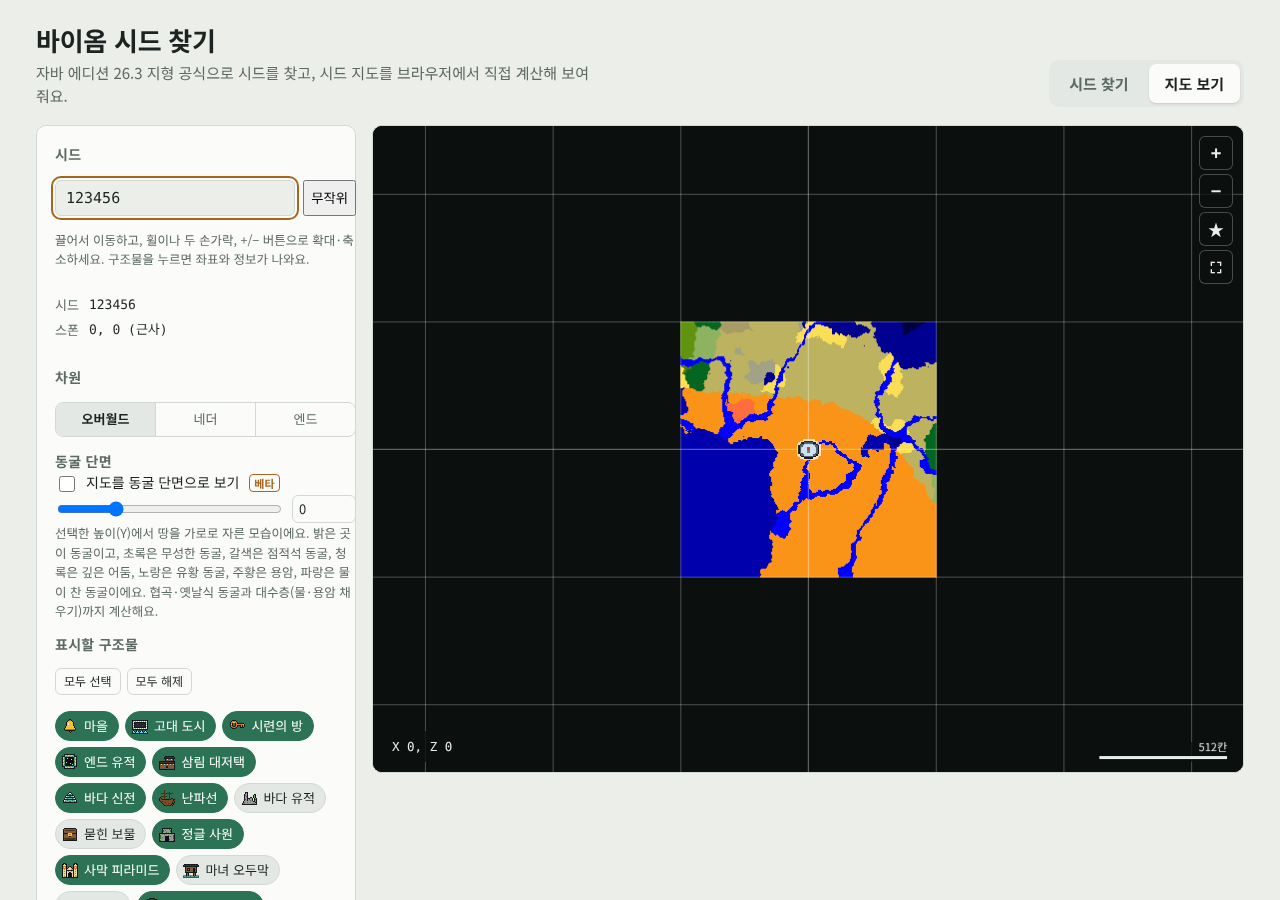 바이옴 시드 찾기
자바 에디션 26.3 지형 공식으로 시드를 찾고, 시드 지도를 브라우저에서 직접 계산해 보여
줘요.
시드 찾기
지도 보기
시드
123456
무작위
끌어서 이동하고, 휠이나 두 손가락, +/− 버튼으로 확대·축
소하세요. 구조물을 누르면 좌표와 정보가 나와요.
시드 123456
스폰 0, 0 (근사)
차원
오버월드
네더
엔드
동굴 단면
지도를 동굴 단면으로 보기 베타
0
선택한 높이(Y)에서 땅을 가로로 자른 모습이에요. 밝은 곳
이 동굴이고, 초록은 무성한 동굴, 갈색은 점적석 동굴, 청
록은 깊은 어둠, 노랑은 유황 동굴, 주황은 용암, 파랑은 물
이 찬 동굴이에요. 협곡·옛날식 동굴과 대수층(물·용암 채
우기)까지 계산해요.
표시할 구조물
모두 선택
모두 해제
마을
고대 도시
시련의 방
엔드 유적
삼림 대저택
바다 신전
난파선
바다 유적
묻힌 보물
정글 사원
사막 피라미드
마녀 오두막
+
−
★
X 0, Z 0
512칸